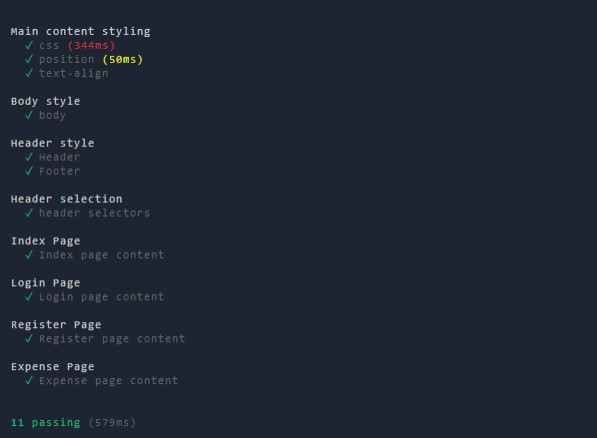 Main content styling
✓ css (344ms)
✓ position (50ms)
✓ text-align
Body style
✓ body
Header style
✓ Header
✓ Footer
Header selection
✓ header selectors
Index Page
✓ Index page content
Login Page
✓ Login page content
Register Page
✓ Register page content
Expense Page
✓ Expense page content
11 passing (579ms)